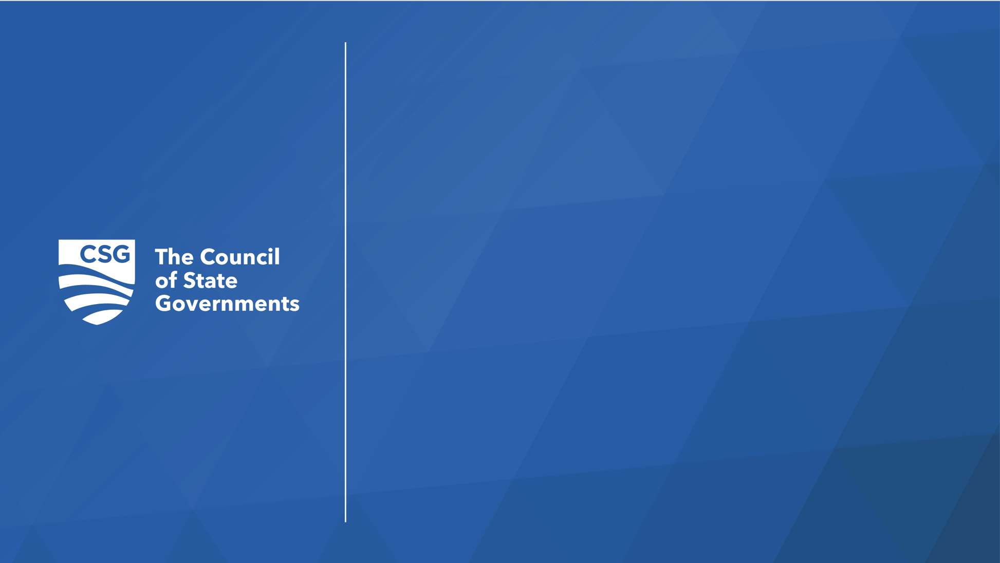 CSG
The Council
of State
Governments